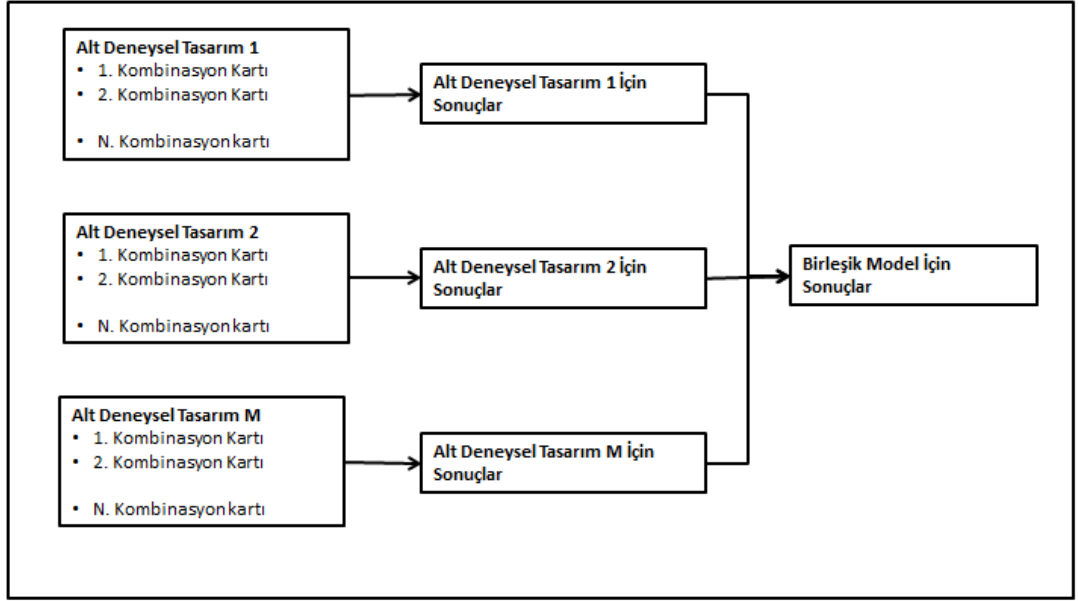 Alt Deneysel Tasarım 1
• 1. Kombinasyon Kartı
• 2. Kombinasyon Kartı
• N. Kombinasyon kartı
Alt Deneysel Tasarım 1 İçin
Sonuçlar
Alt Deneysel Tasarım 2
• 1. Kombinasyon Kartı
• 2. Kombinasyon Kartı
• N. Kombinasyon kartı
Alt Deneysel Tasarım 2 İçin
Sonuçlar
Birleşik Model İçin
Sonuçlar
Alt Deneysel Tasarım M
• 1. Kombinasyon Kartı
• 2. Kombinasyon Kartı
• N. Kombinasyon kartı
Alt Deneysel Tasarım M İçin
Sonuçlar